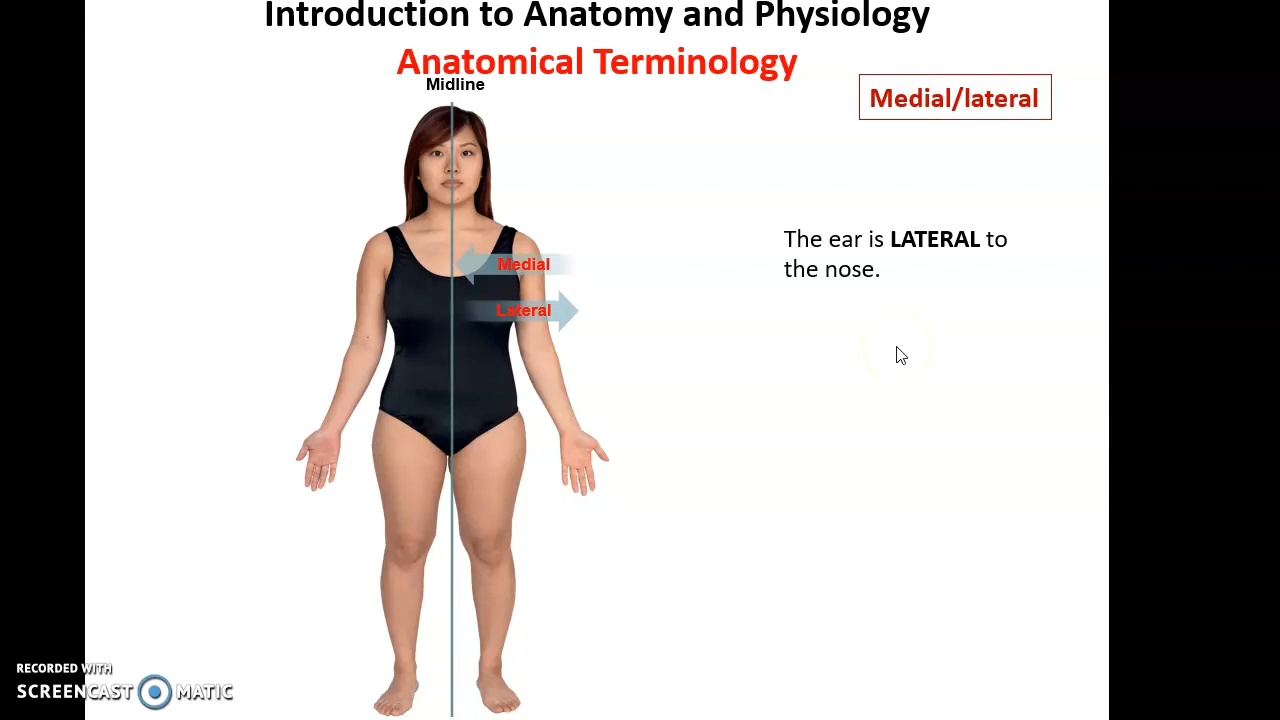 Introduction to Anatomy and Physiology
Anatomical Terminology
Midline
Medial/lateral
The ear is LATERAL to
the nose.
Medial
Lateral
RECORDED WITH
SCREENCAST MATIC